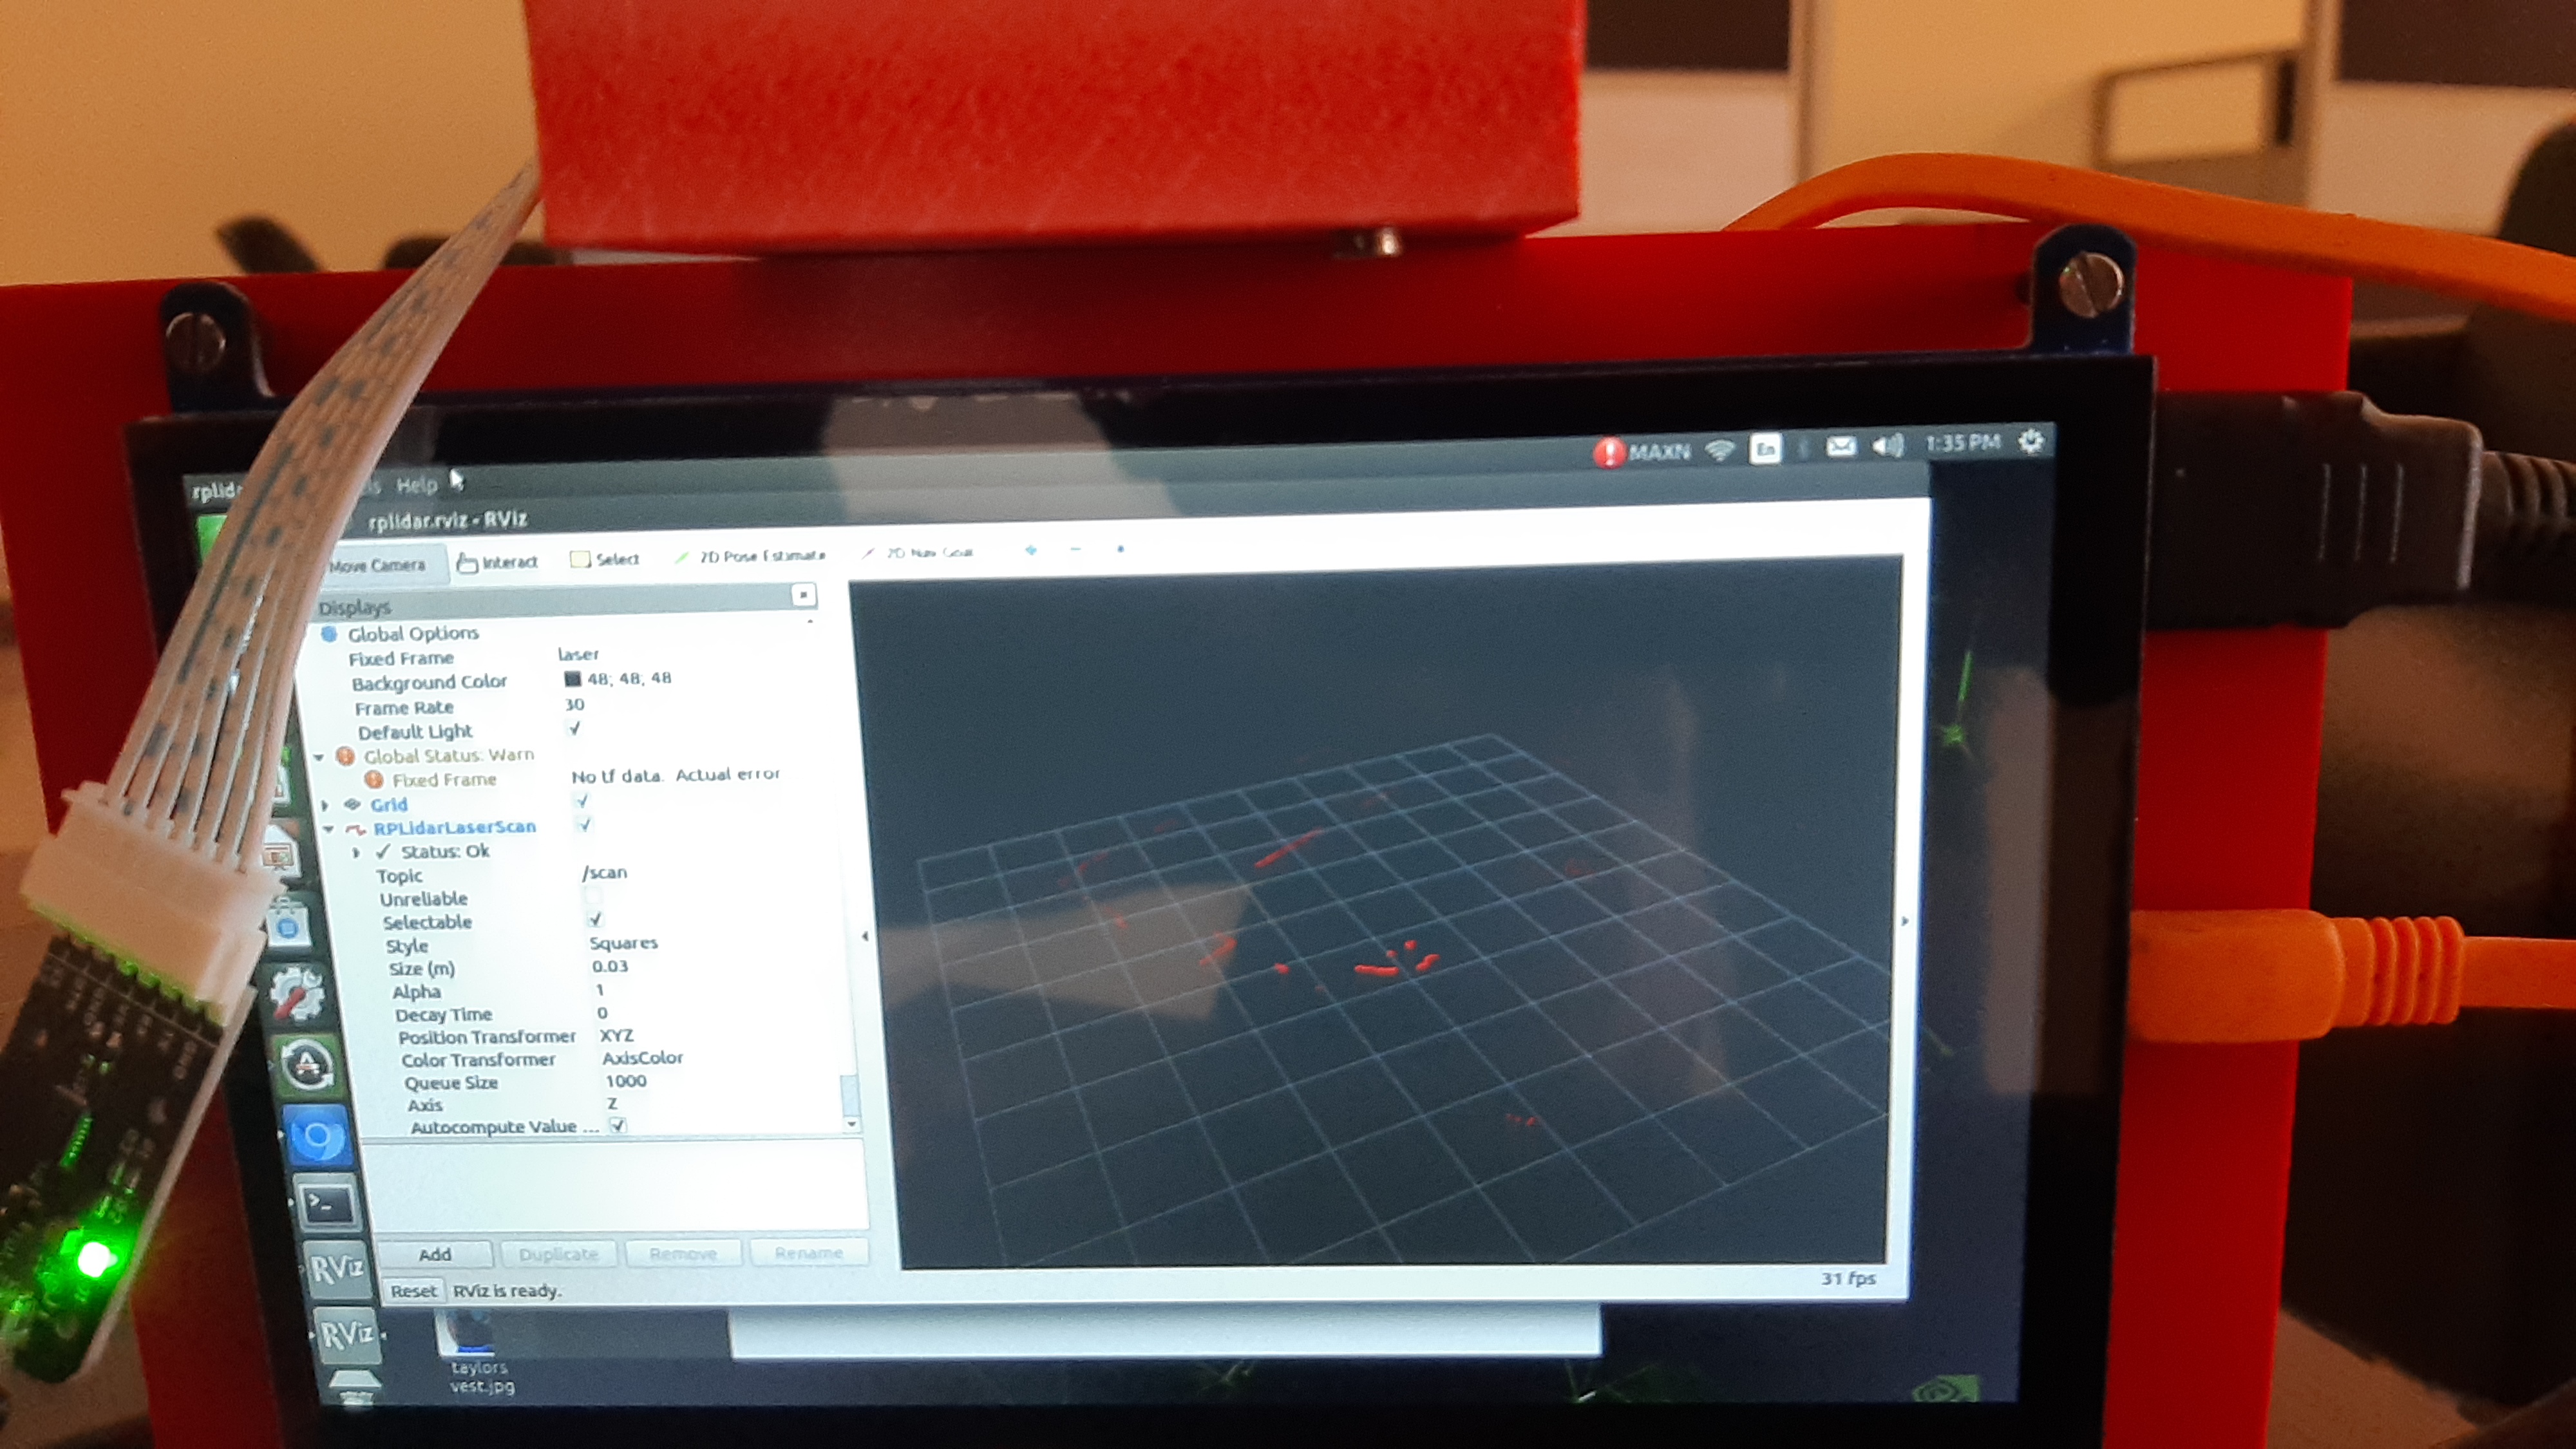 MAXN En 1:35 PM
Help
rplidar.rviz - RViz
Move Camera Interact Select 2D Pose Estimate 2D Nav Goal
Displays
Global Options
Fixed Frame laser
Background Color 48; 48; 48
Frame Rate 30
Default Light
Global Status: Warn
Fixed Frame No tf data. Actual error
Grid
RPLidarLaserScan
Status: Ok
Topic /scan
Unreliable
Selectable
Style Squares
Size (m) 0.03
Alpha 1
Decay Time 0
Position Transformer XYZ
Color Transformer AxisColor
Queue Size 1000
Axis Z
Autocompute Value ...
Add Duplicate Remove Rename
Reset RViz is ready.
31 fps
RViz
RViz
taylors
vest.jpg